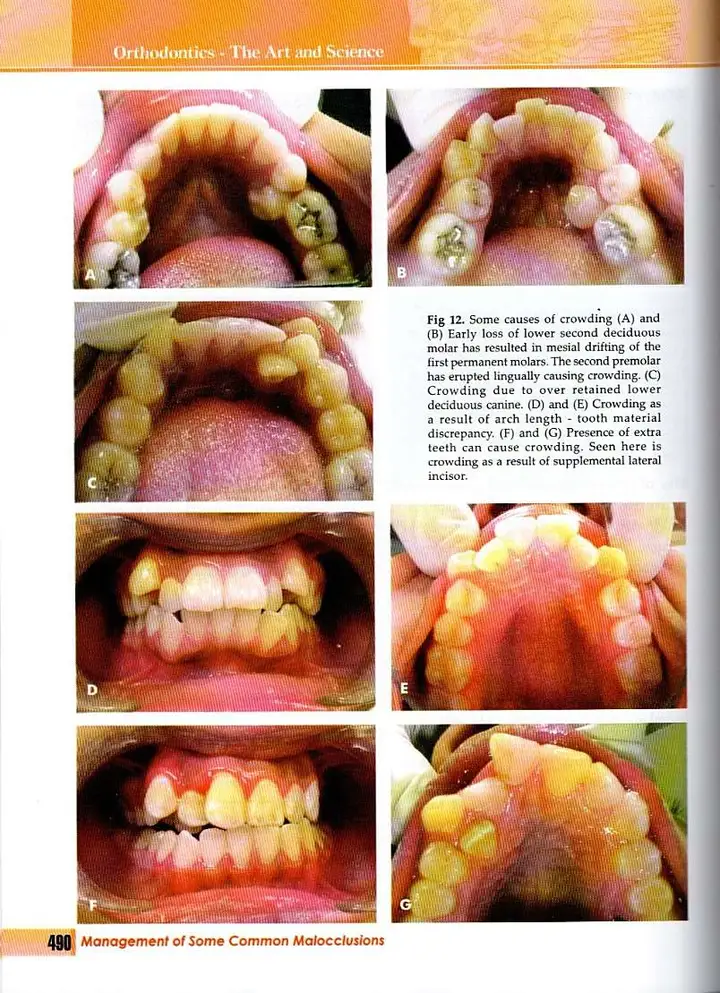 Orthodontics - The Art and Science
A
B
Fig 12. Some causes of crowding (A) and
(B) Early loss of lower second deciduous
molar has resulted in mesial drifting of the
first permanent molars. The second premolar
has erupted lingually causing crowding. (C)
Crowding due to over retained lower
deciduous canine. (D) and (E) Crowding as
a result of arch length - tooth material
discrepancy. (F) and (G) Presence of extra
teeth can cause crowding. Seen here is
crowding as a result of supplemental lateral
incisor.
C
D
E
F
G
490 Management of Some Common Malocclusions